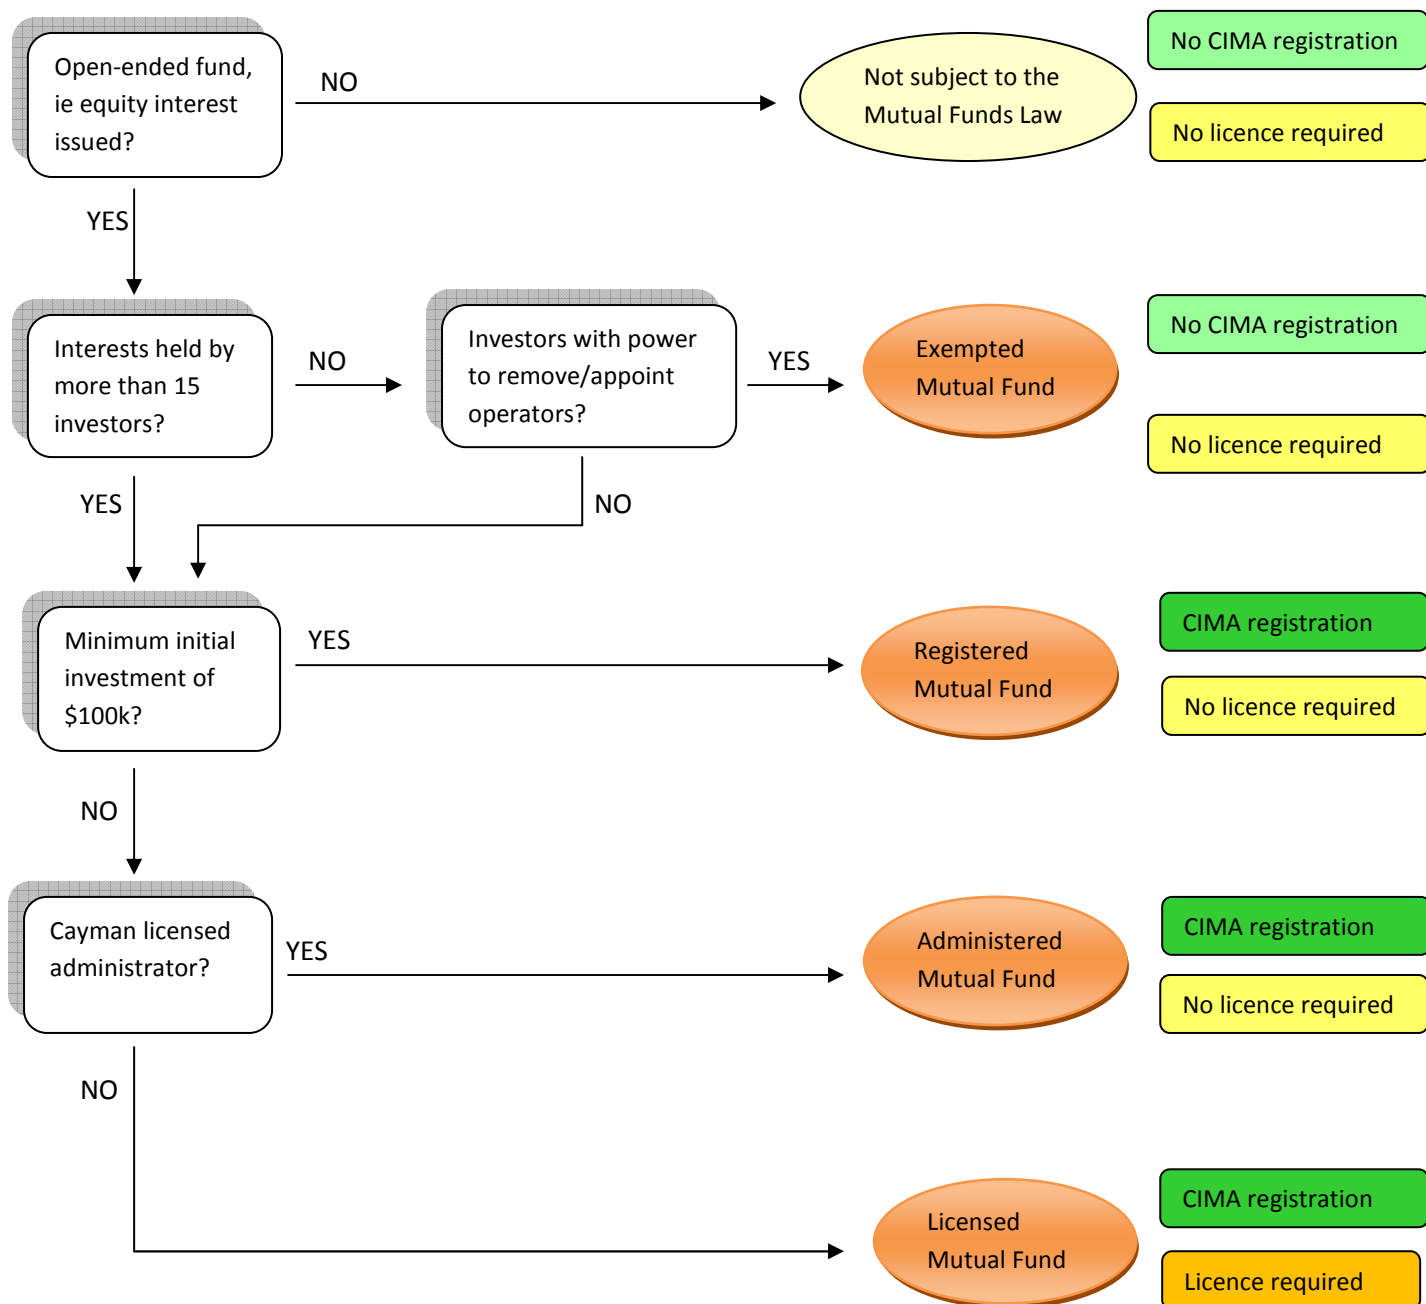 Open-ended fund,
ie equity interest
issued?
NO
Not subject to the
Mutual Funds Law
No CIMA registration
No licence required
YES
Interests held by
more than 15
investors?
NO
Investors with power
to remove/appoint
operators?
YES
Exempted
Mutual Fund
No CIMA registration
No licence required
YES
NO
Minimum initial
investment of
$100k?
YES
Registered
Mutual Fund
CIMA registration
No licence required
NO
Cayman licensed
administrator?
YES
Administered
Mutual Fund
CIMA registration
No licence required
NO
Licensed
Mutual Fund
CIMA registration
Licence required